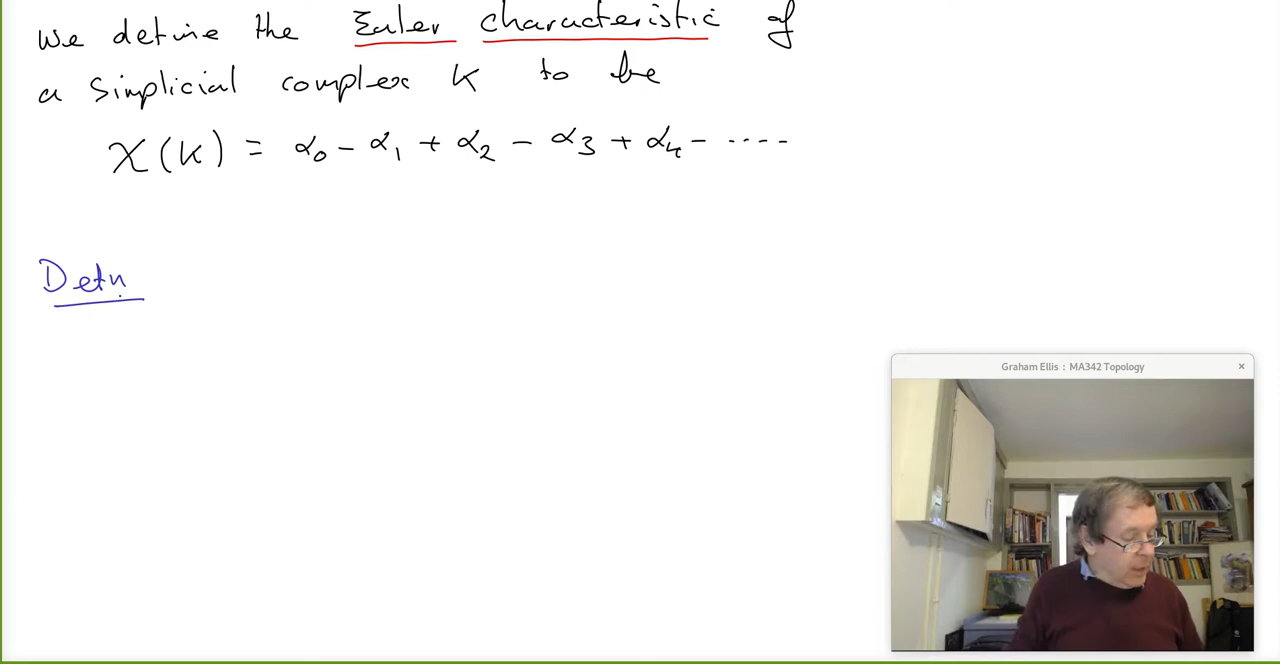 We define the Euler characteristic of
a simplicial complex K to be
χ(K) = α₀ - α₁ + α₂ - α₃ + α₄ - ....
Defn
Graham Ellis : MA342 Topology